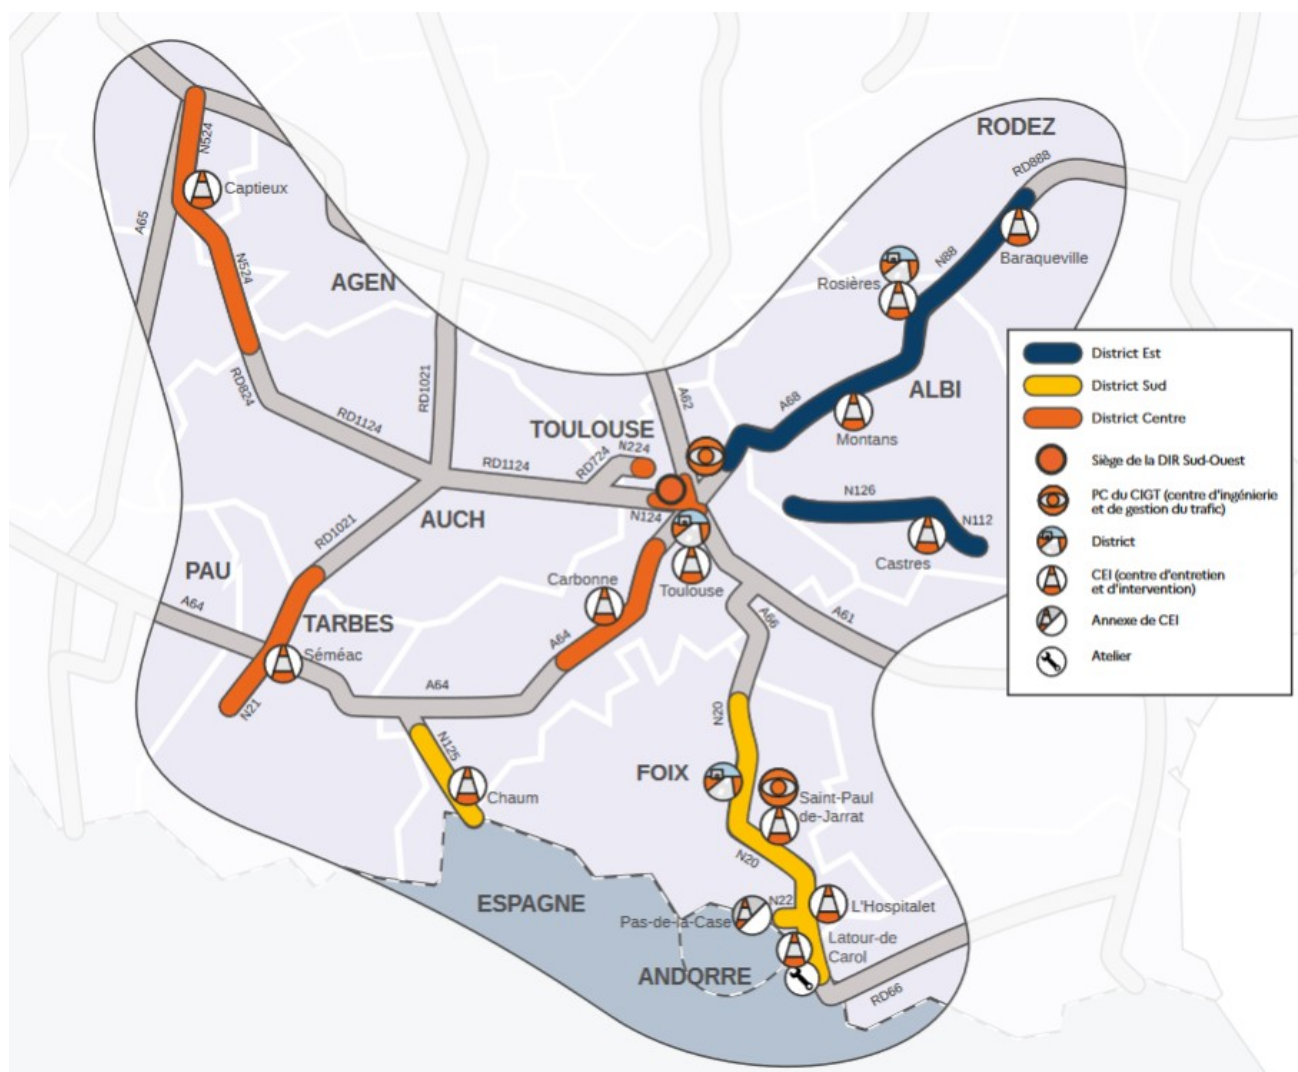 RODEZ
RD888
N524
Captieux
A65
N88
Baraqueville
Rosières
N524
AGEN
District Est
District Sud
District Centre
Siège de la DIR Sud-Ouest
PC du CIGT (centre d'ingénierie
et de gestion du trafic)
District
CEI (centre d'entretien
et d'intervention)
Annexe de CEI
Atelier
RD824
RD1021
A62
A68
ALBI
RD1124
TOULOUSE
N224
Montans
RD1124
RD724
N126
AUCH
N124
N112
Castres
RD1021
PAU
Carbonne
Toulouse
A64
TARBES
A66
A61
Séméac
A64
A64
N21
N20
N125
FOIX
Chaum
Saint-Paul
de-Jarrat
N20
ESPAGNE
N22
L'Hospitalet
Pas-de-la-Case
Latour-de
Carol
ANDORRE
RD66